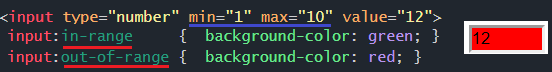 <input type="number" min="1" max="10" value="12">
input:in-range { background-color: green; }
input:out-of-range { background-color: red; }
12